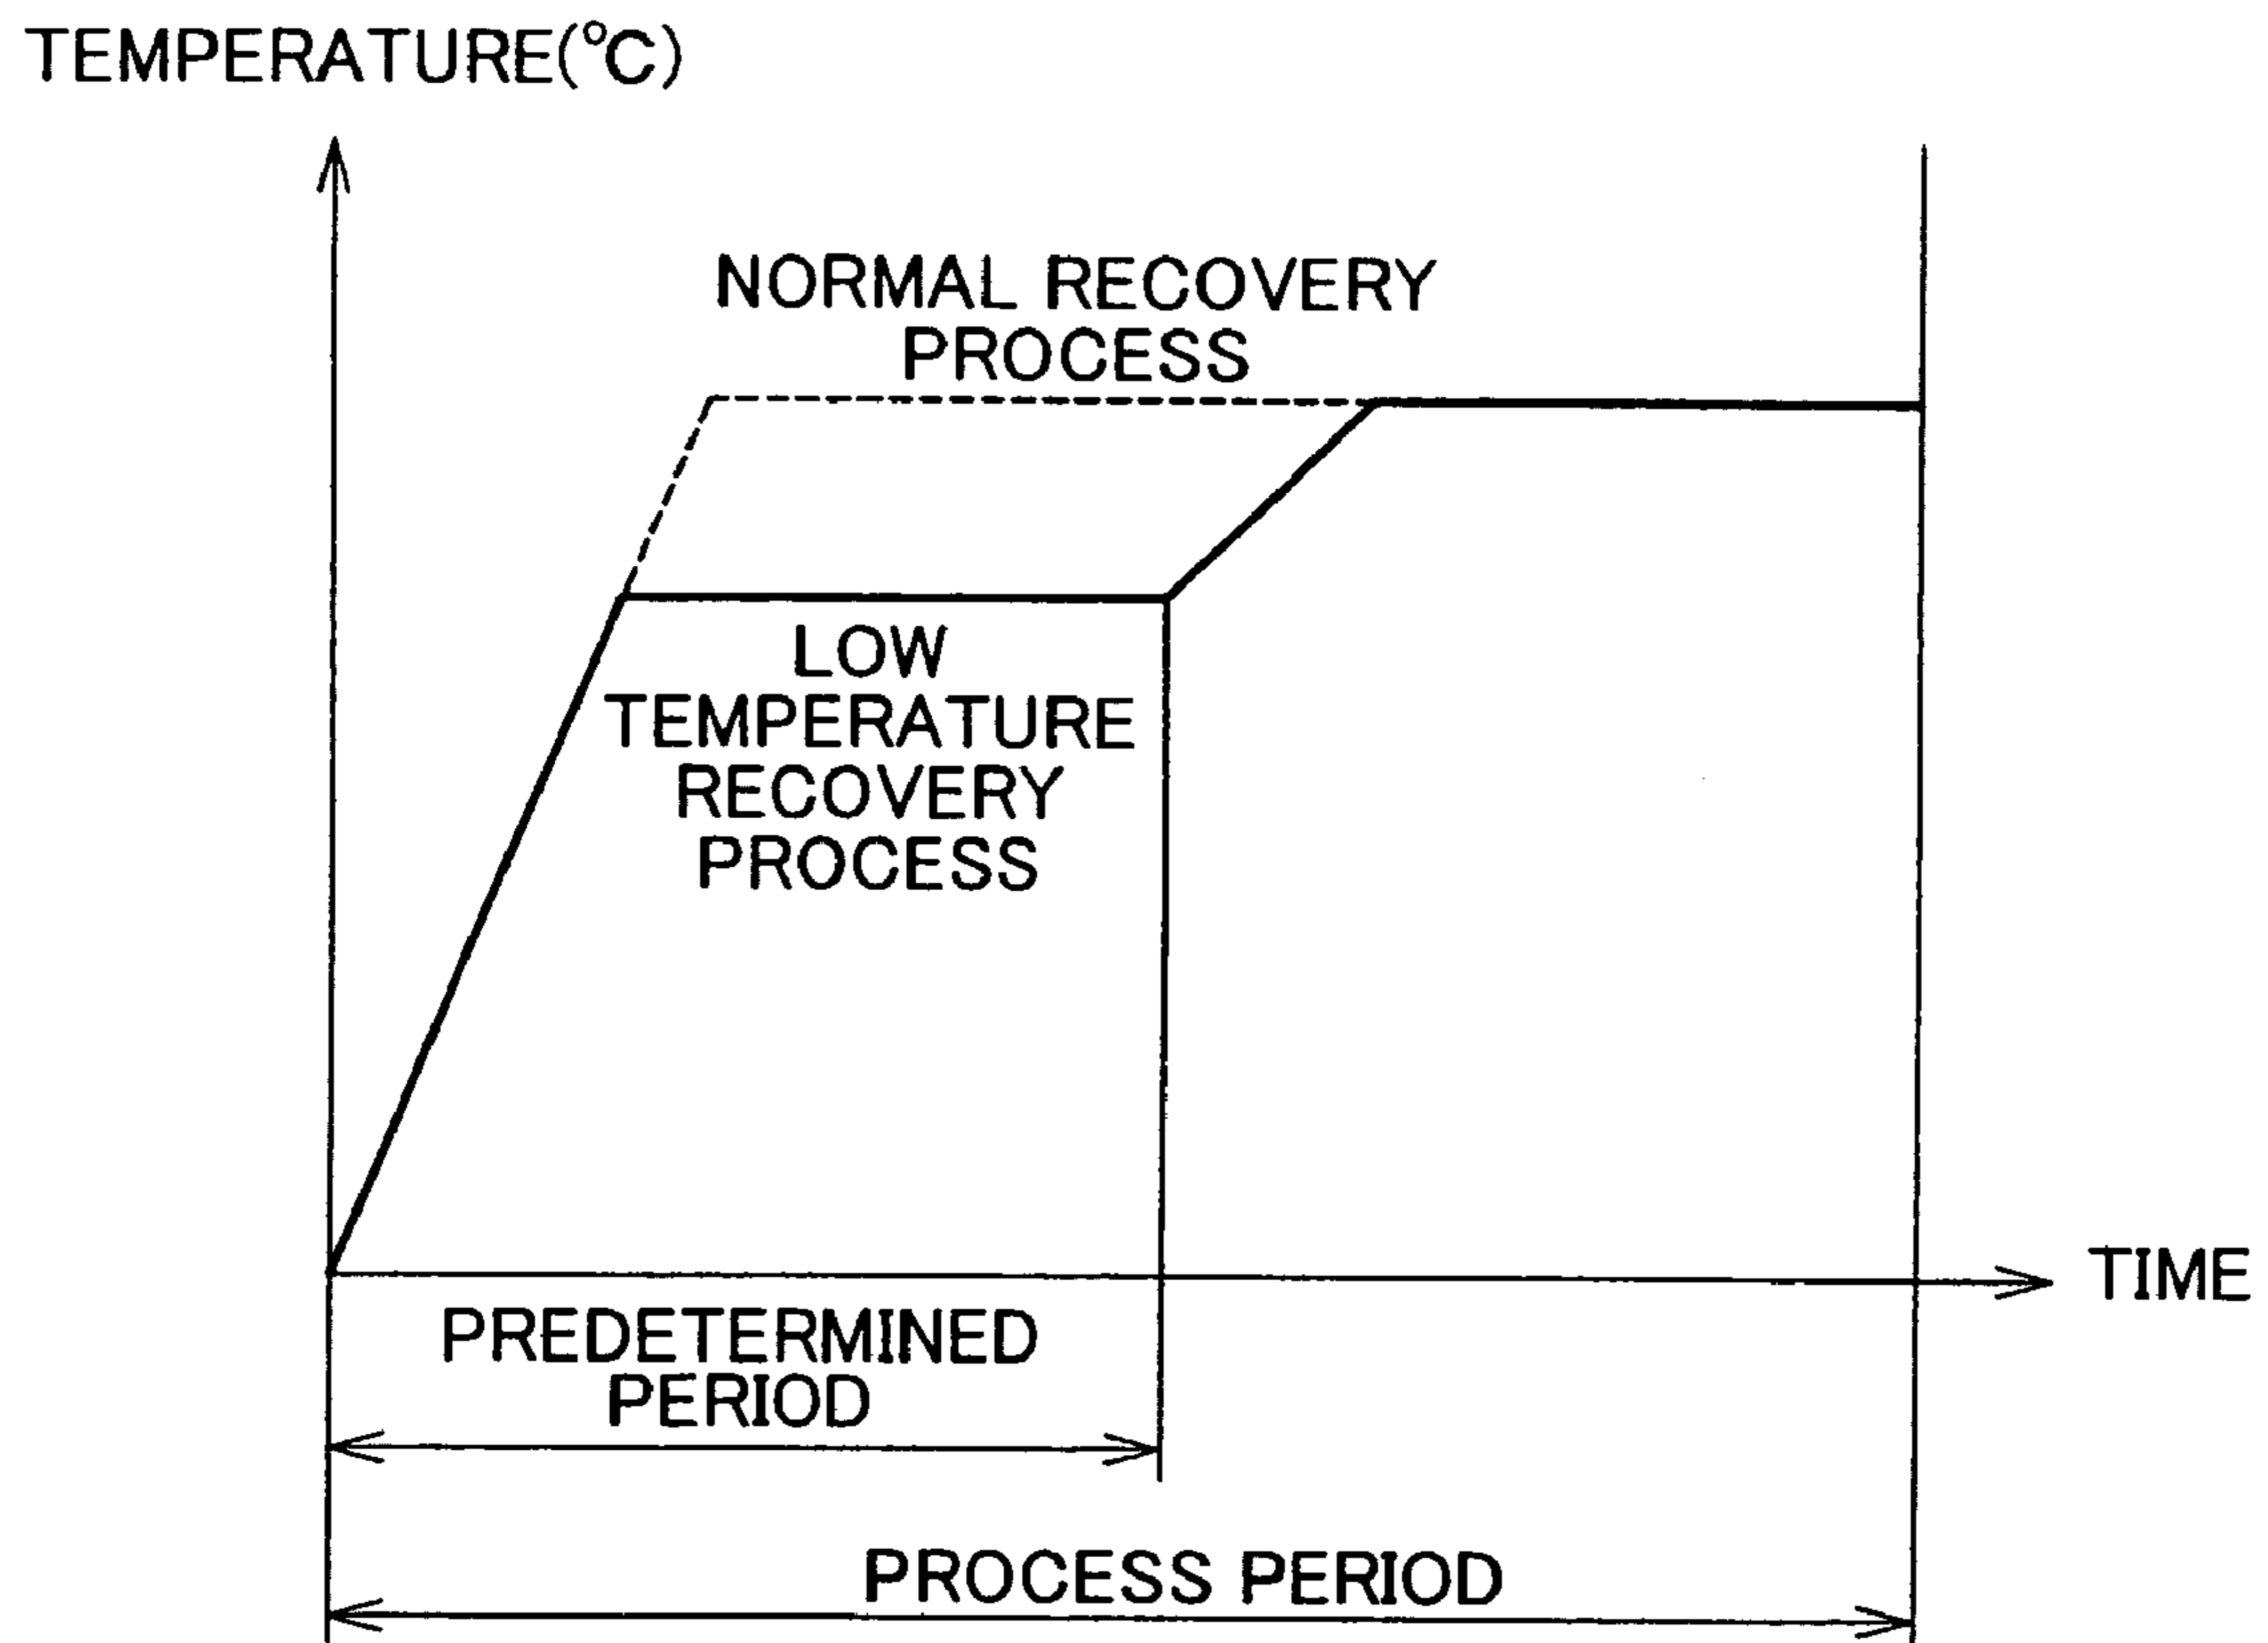 TEMPERATURE(°C)
NORMAL RECOVERY
PROCESS
LOW
TEMPERATURE
RECOVERY
PROCESS
TIME
PREDETERMINED
PERIOD
PROCESS PERIOD